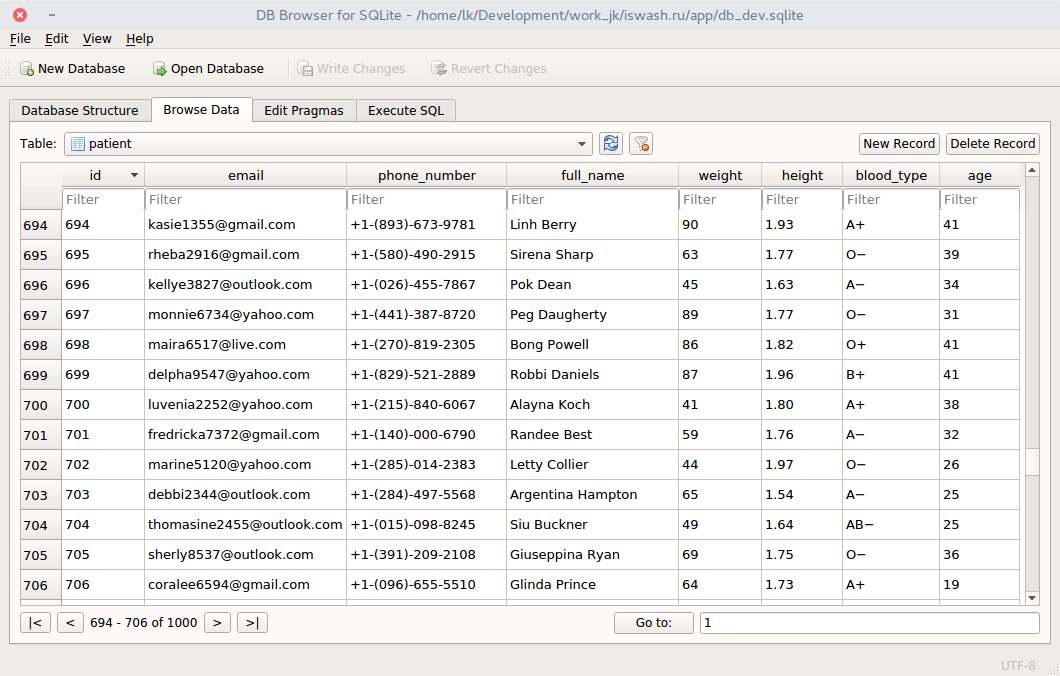 DB Browser for SQLite - /home/lk/Development/work_jk/iswash.ru/app/db_dev.sqlite
File Edit View Help
New Database Open Database Write Changes Revert Changes
Database Structure Browse Data Edit Pragmas Execute SQL
Table: patient New Record Delete Record
id email phone_number full_name weight height blood_type age
Filter Filter Filter Filter Filter Filter Filter Filter
694 694 kasie1355@gmail.com +1-(893)-673-9781 Linh Berry 90 1.93 A+ 41
695 695 rheba2916@gmail.com +1-(580)-490-2915 Sirena Sharp 63 1.77 O− 39
696 696 kellye3827@outlook.com +1-(026)-455-7867 Pok Dean 45 1.63 A− 34
697 697 monnie6734@yahoo.com +1-(441)-387-8720 Peg Daugherty 89 1.77 O− 31
698 698 maira6517@live.com +1-(270)-819-2305 Bong Powell 86 1.82 O+ 41
699 699 delpha9547@yahoo.com +1-(829)-521-2889 Robbi Daniels 87 1.96 B+ 41
700 700 luvenia2252@yahoo.com +1-(215)-840-6067 Alayna Koch 41 1.80 A+ 38
701 701 fredricka7372@gmail.com +1-(140)-000-6790 Randee Best 59 1.76 A− 32
702 702 marine5120@yahoo.com +1-(285)-014-2383 Letty Collier 44 1.97 O− 26
703 703 debbi2344@outlook.com +1-(284)-497-5568 Argentina Hampton 65 1.54 A− 25
704 704 thomasine2455@outlook.com +1-(015)-098-8245 Siu Buckner 49 1.64 AB− 25
705 705 sherly8537@outlook.com +1-(391)-209-2108 Giuseppina Ryan 69 1.75 O− 36
706 706 coralee6594@gmail.com +1-(096)-655-5510 Glinda Prince 64 1.73 A+ 19
|< < 694 - 706 of 1000 > >| Go to: 1
UTF-8